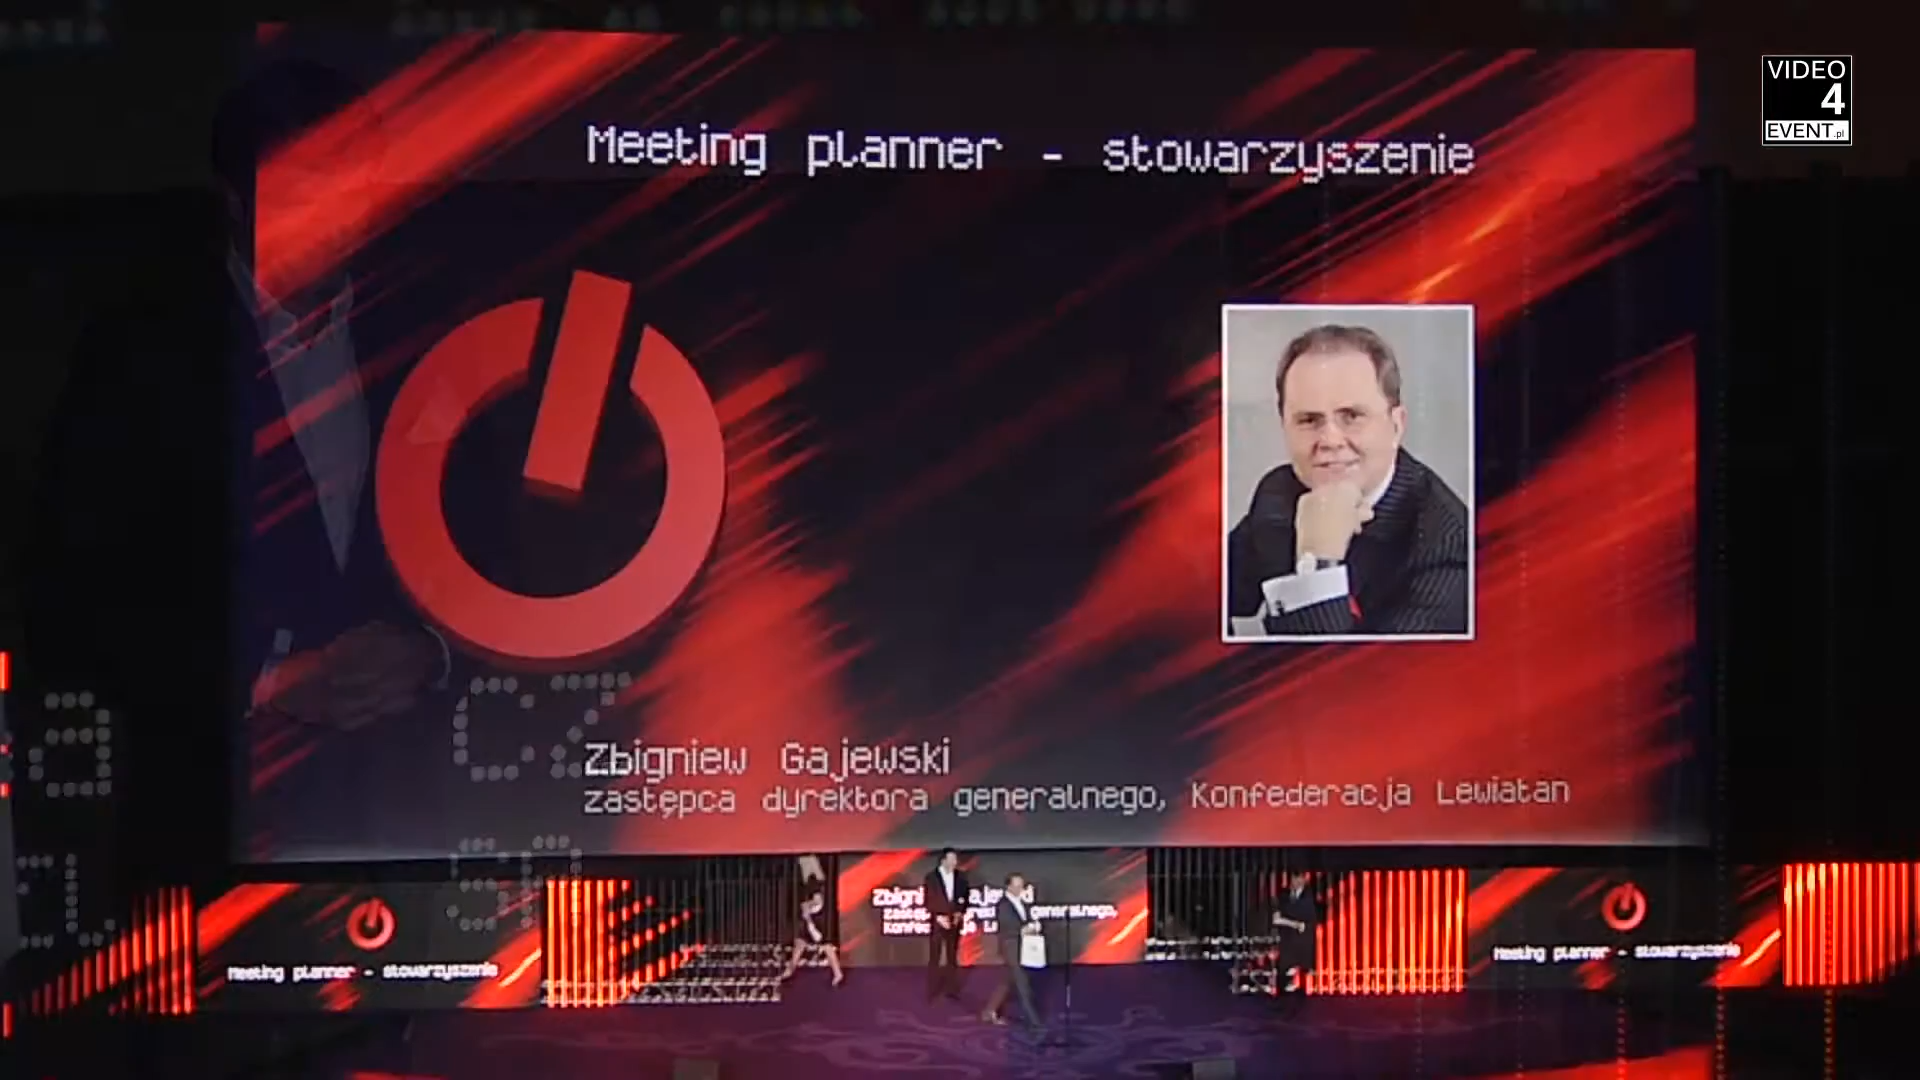 VIDEO
4
EVENT.pl
Meeting planner - stowarzyszenie
Zbigniew Gajewski
zastępca dyrektora generalnego, Konfederacja Lewiatan
generalnego,
Meeting planner - stowarzyszenie
Meeting planner - stowarzyszenie